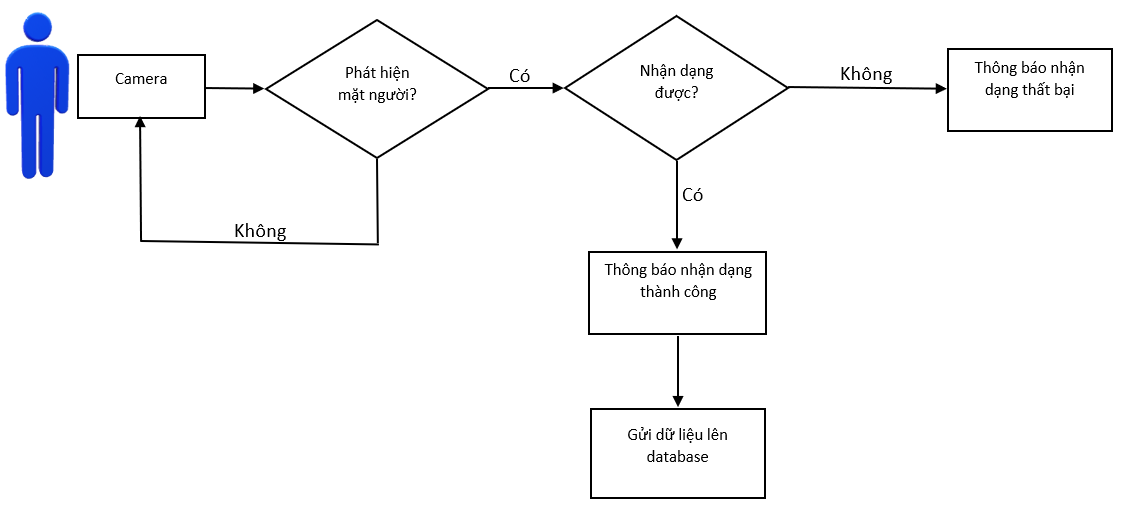 Camera
Phát hiện
mặt người?
Có
Nhận dạng
được?
Không
Thông báo nhận
dạng thất bại
Không
Có
Thông báo nhận dạng
thành công
Gửi dữ liệu lên
database